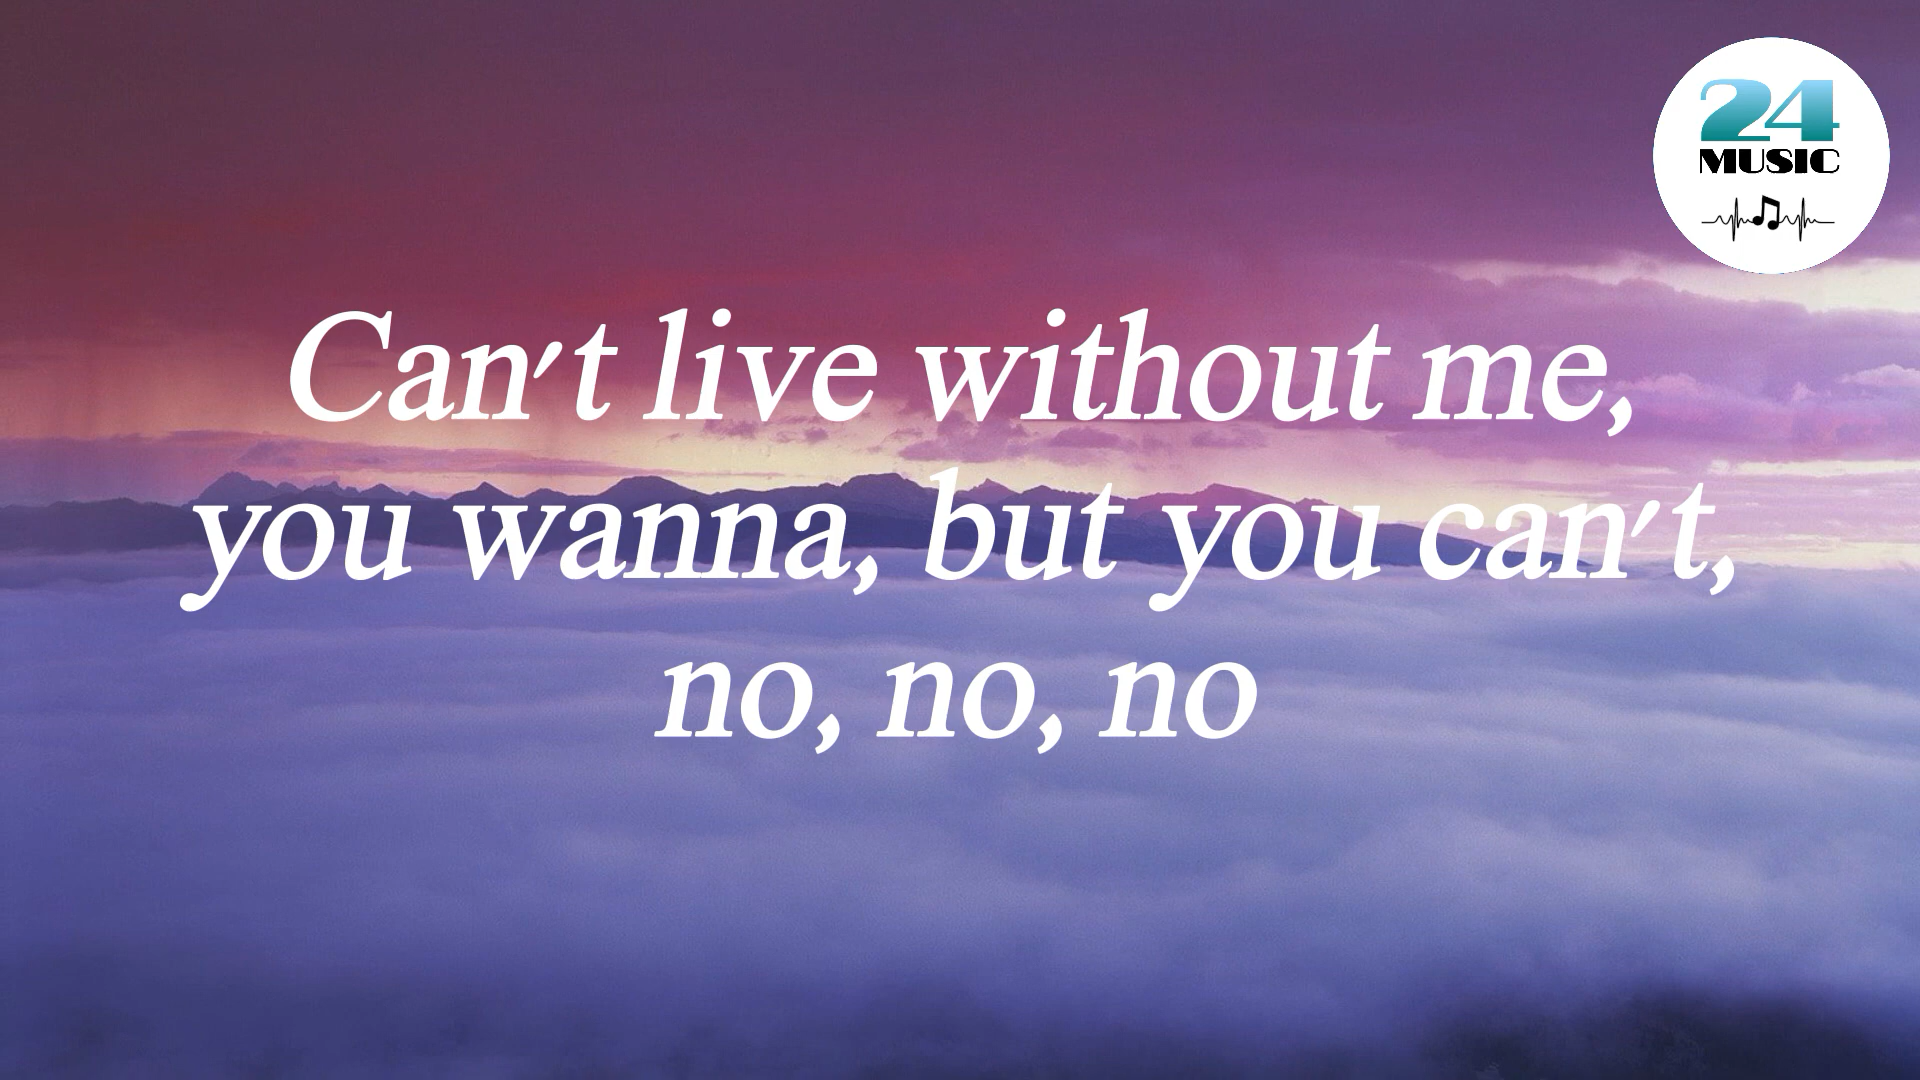 24
MUSIC
Can't live without me,
you wanna, but you can't,
no, no, no